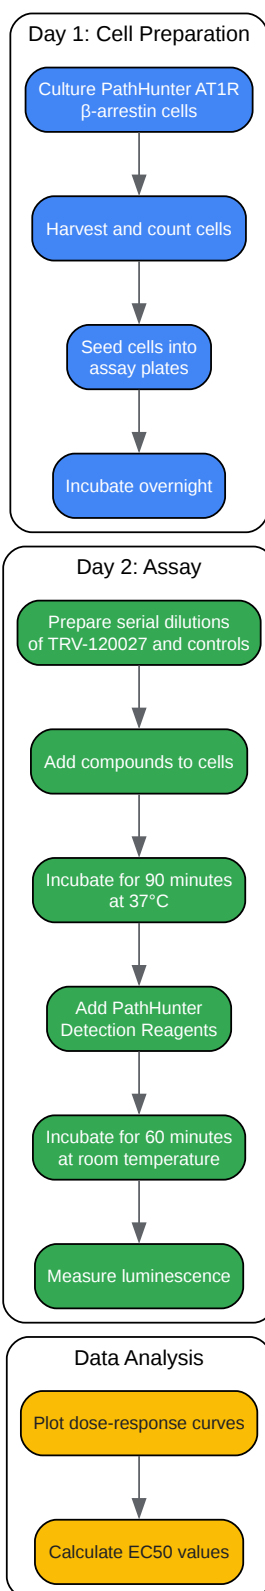 Day 1: Cell Preparation
Culture PathHunter AT1R
β-arrestin cells
Harvest and count cells
Seed cells into
assay plates
Incubate overnight
Day 2: Assay
Prepare serial dilutions
of TRV-120027 and controls
Add compounds to cells
Incubate for 90 minutes
at 37°C
Add PathHunter
Detection Reagents
Incubate for 60 minutes
at room temperature
Measure luminescence
Data Analysis
Plot dose-response curves
Calculate EC50 values